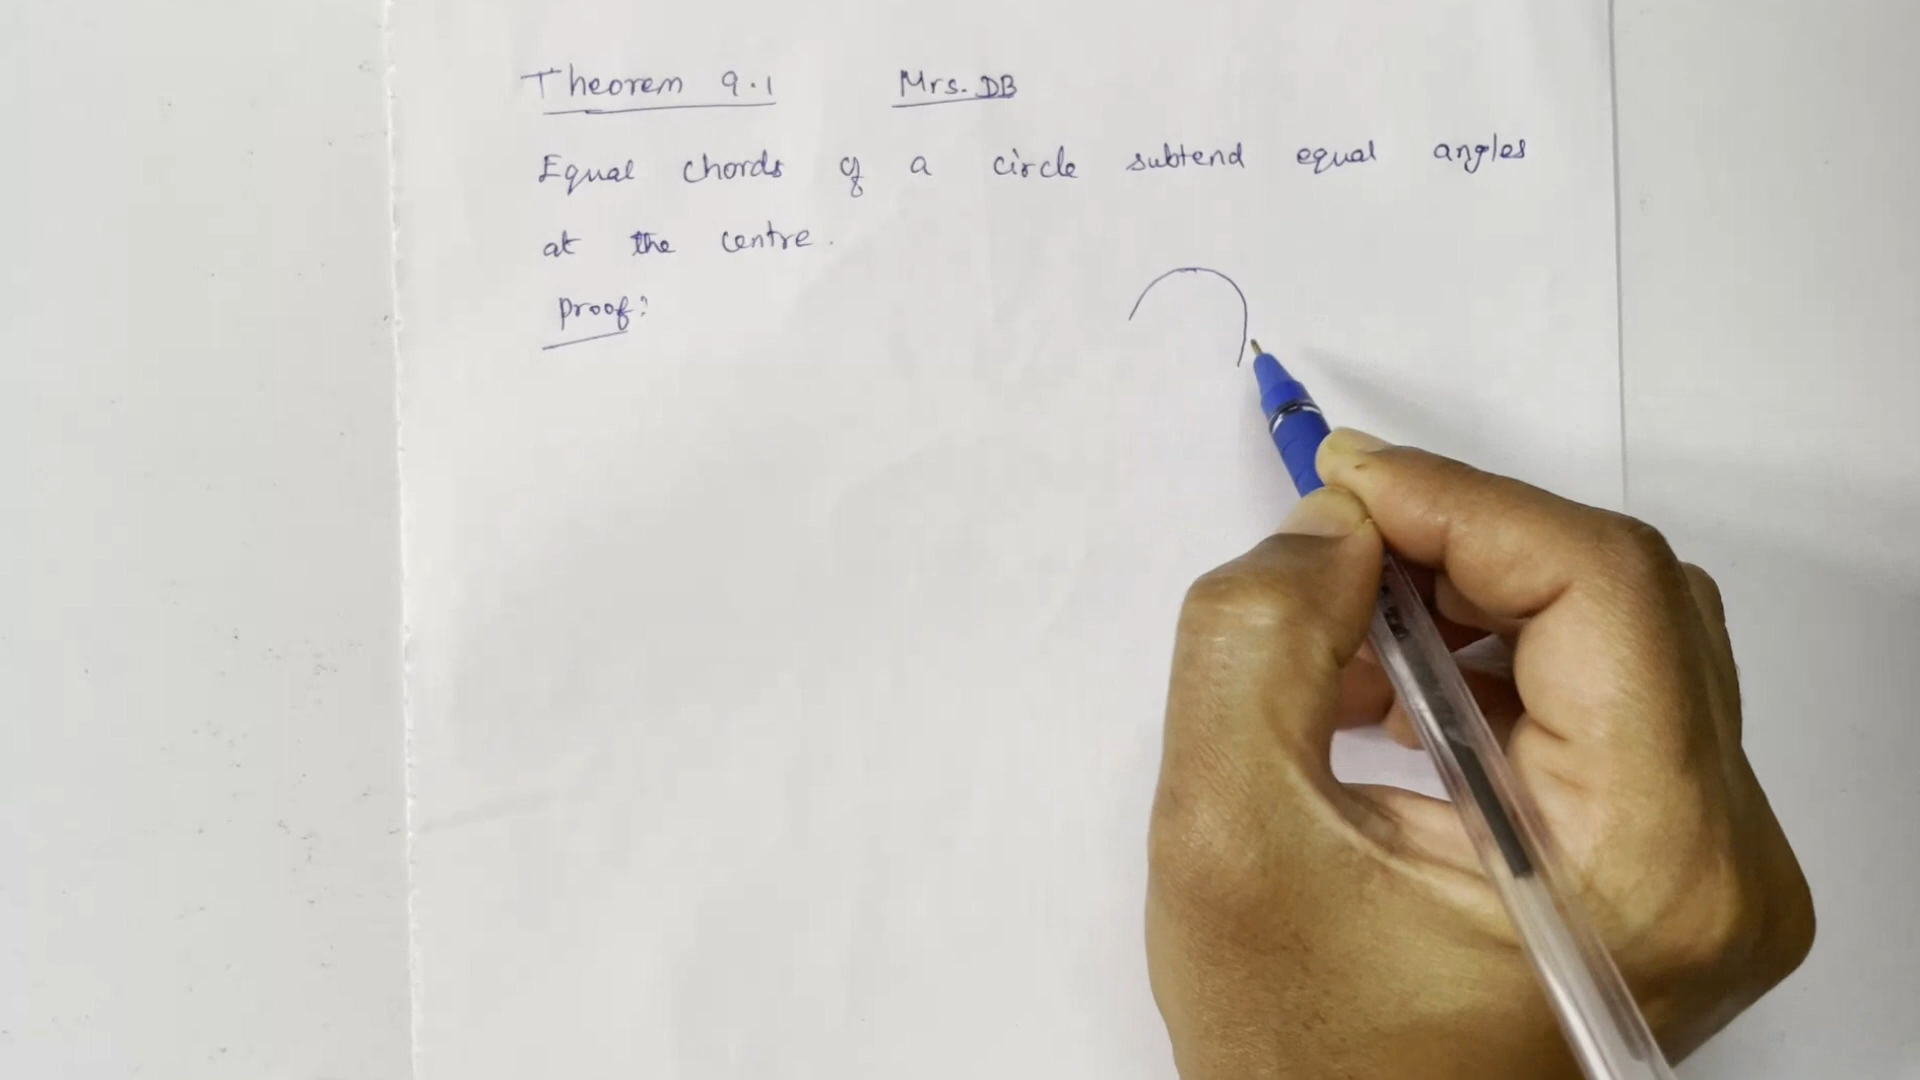 Theorem 9.1 Mrs. DB
Equal chords of a circle subtend equal angles
at the centre.
Proof: